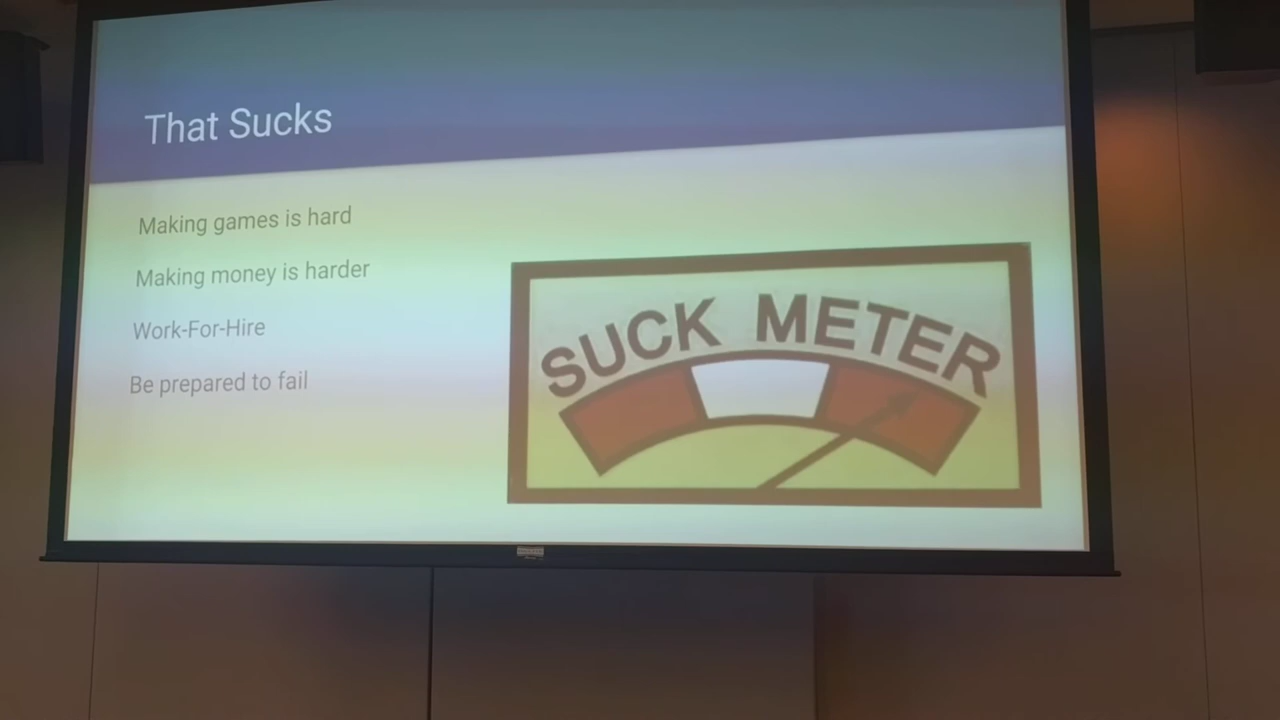 That Sucks
Making games is hard
Making money is harder
Work-For-Hire
Be prepared to fail
SUCK METER